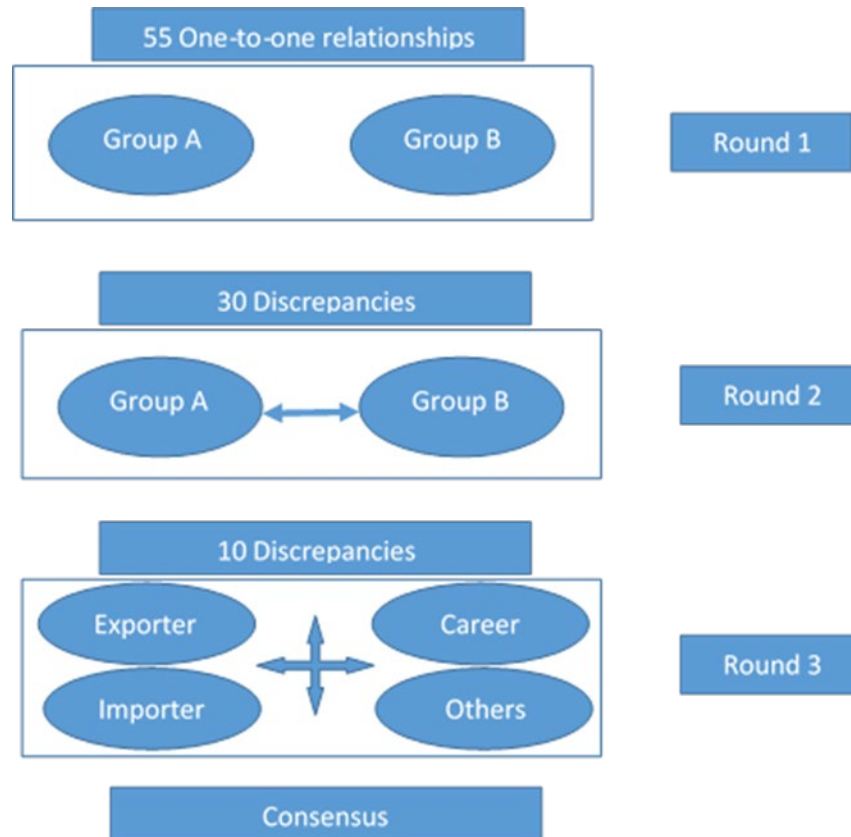 55 One-to-one relationships
Group A
Group B
Round 1
30 Discrepancies
Group A
Group B
Round 2
10 Discrepancies
Exporter
Career
Importer
Others
Round 3
Consensus